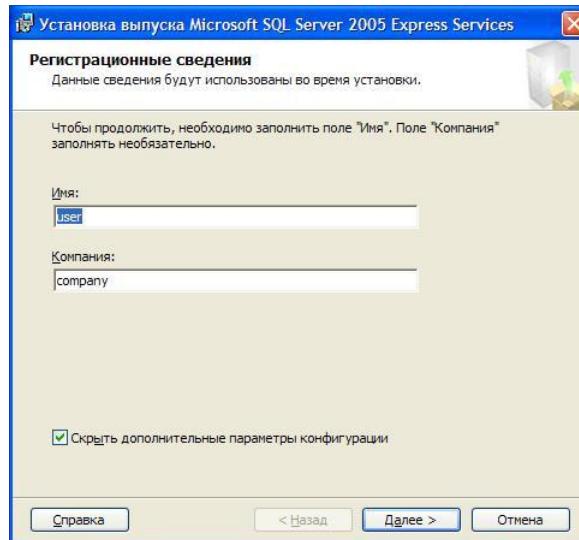 Установка выпуска Microsoft SQL Server 2005 Express Services
Регистрационные сведения
Данные сведения будут использованы во время установки.
Чтобы продолжить, необходимо заполнить поле "Имя". Поле "Компания"
заполнять необязательно.
Имя:
user
Компания:
company
Скрыть дополнительные параметры конфигурации
Справка
< Назад
Далее >
Отмена